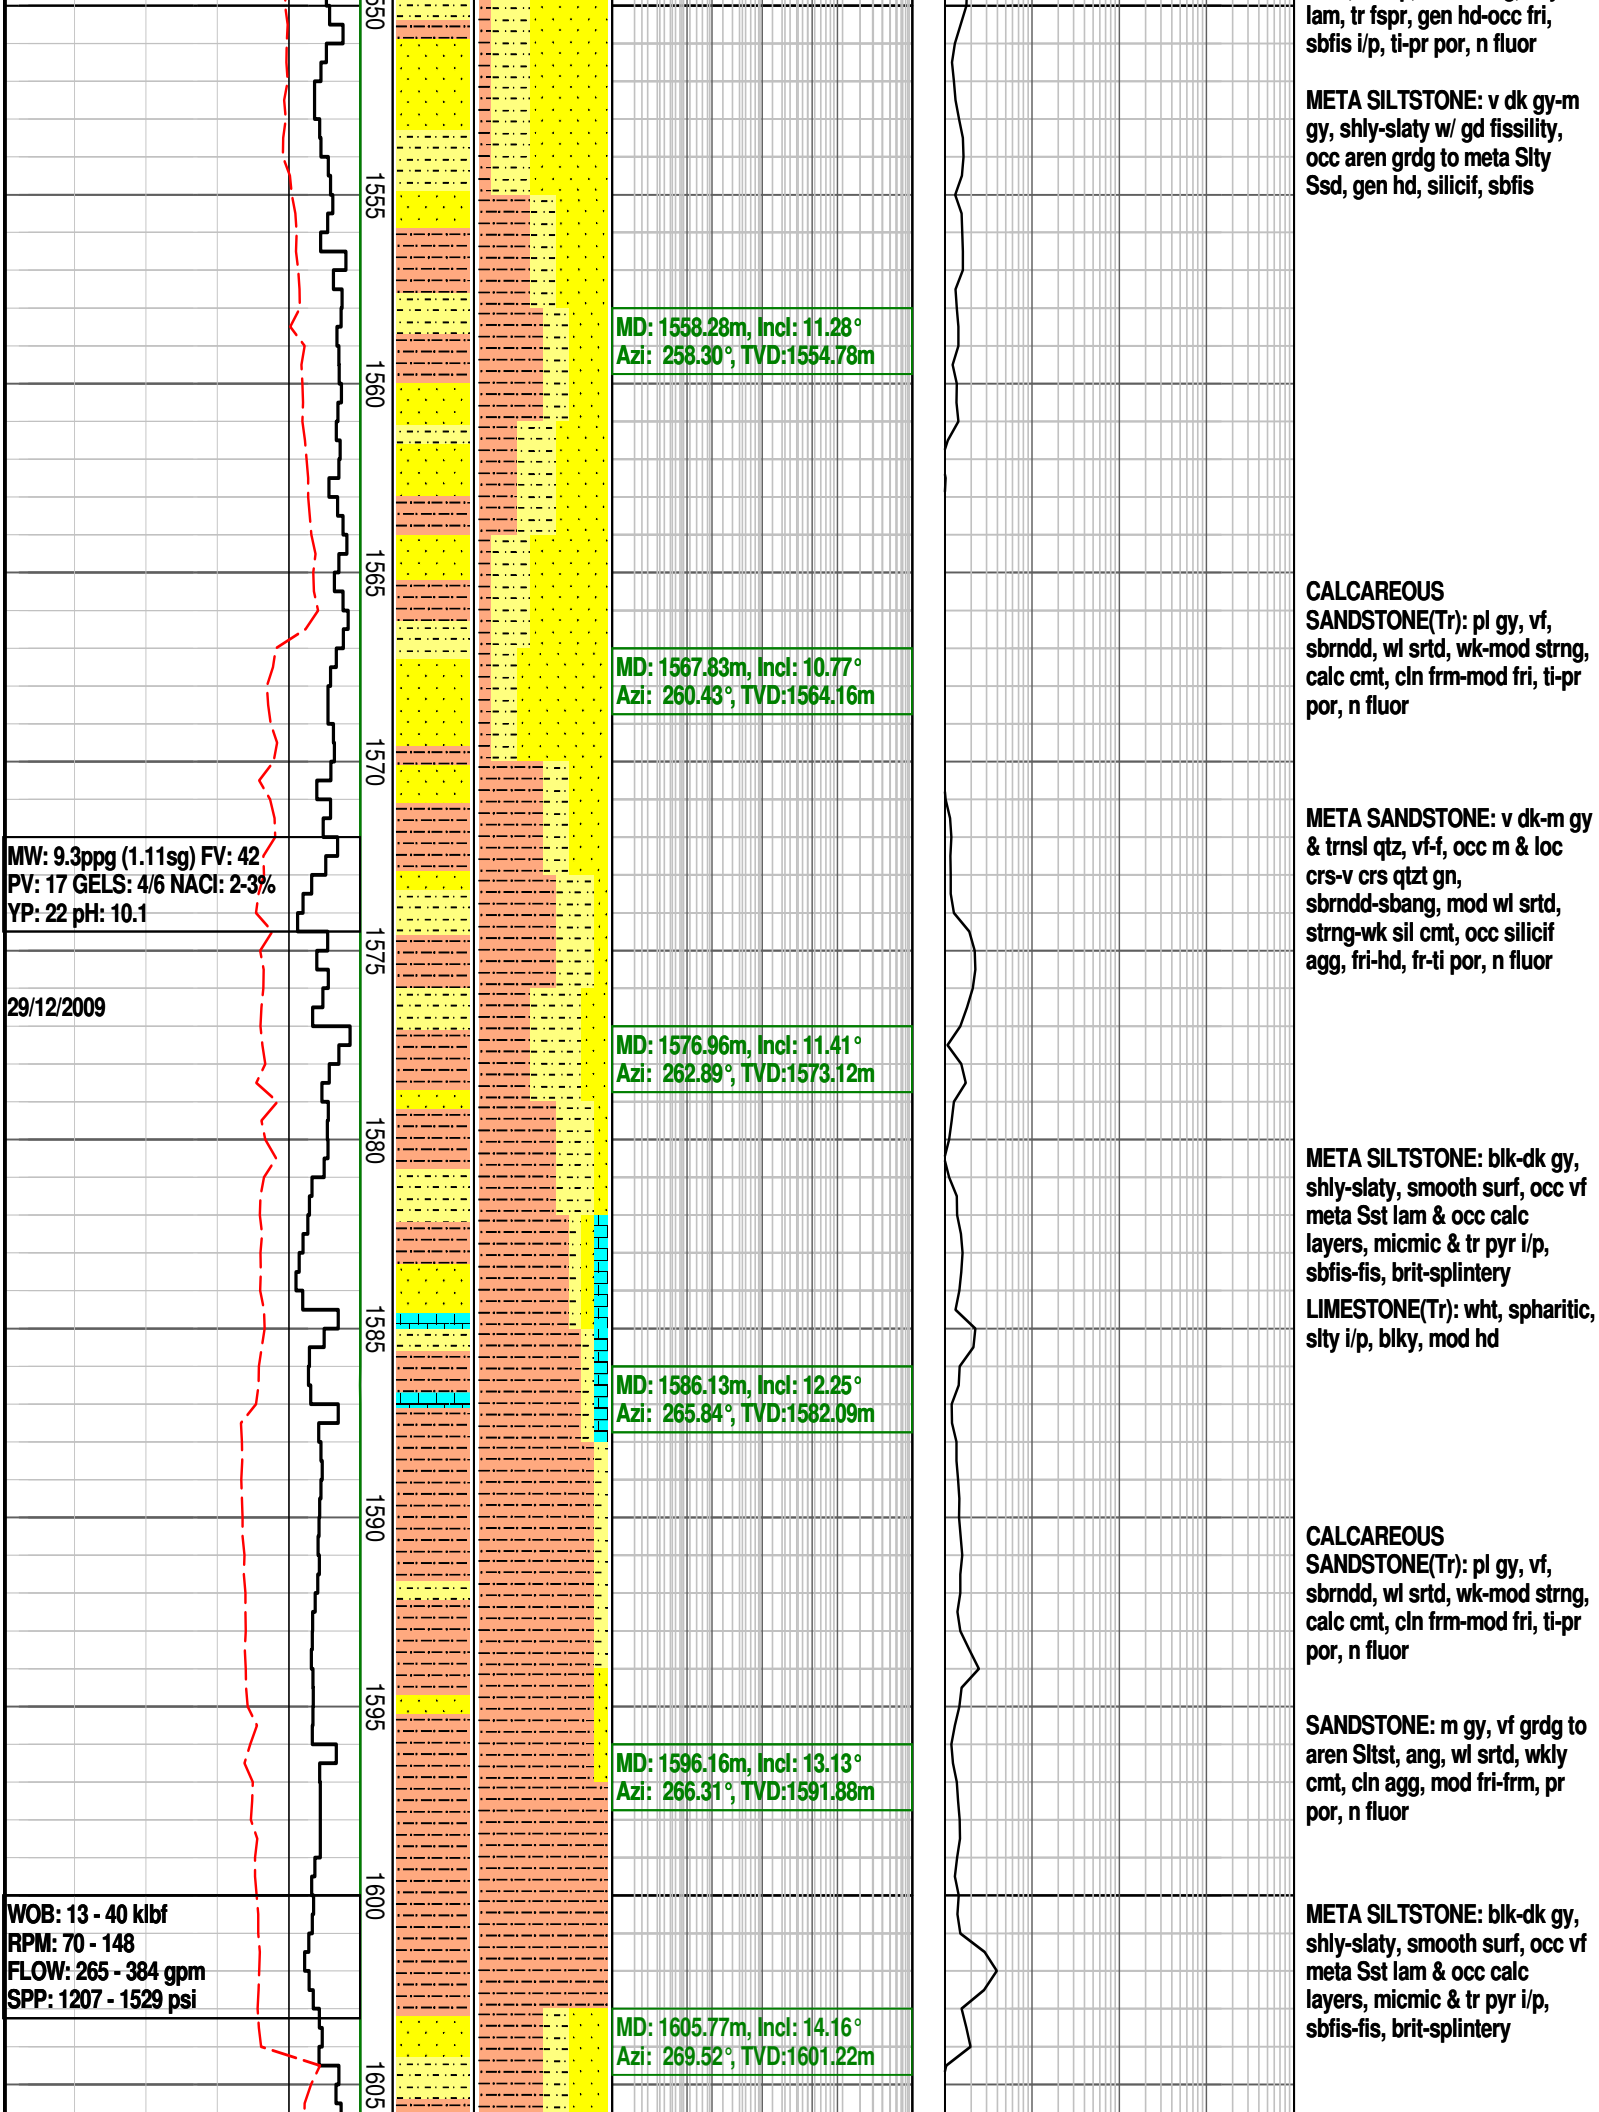 lam, tr fspr, gen hd-occ fri,
sbfis i/p, ti-pr por, n fluor
META SILTSTONE: v dk gy-m
gy, shly-slaty w/ gd fissility,
occ aren grdg to meta Slty
Ssd, gen hd, silicif, sbfis
CALCAREOUS
SANDSTONE(Tr): pl gy, vf,
sbrndd, wl srtd, wk-mod strng,
calc cmt, cln frm-mod fri, ti-pr
por, n fluor
META SANDSTONE: v dk-m gy
& trnsl qtz, vf-f, occ m & loc
crs-v crs qtzt gn,
sbrndd-sbang, mod wl srtd,
strng-wk sil cmt, occ silicif
agg, fri-hd, fr-ti por, n fluor
META SILTSTONE: blk-dk gy,
shly-slaty, smooth surf, occ vf
meta Sst lam & occ calc
layers, micmic & tr pyr i/p,
sbfis-fis, brit-splintery
LIMESTONE(Tr): wht, spharitic,
slty i/p, blky, mod hd
CALCAREOUS
SANDSTONE(Tr): pl gy, vf,
sbrndd, wl srtd, wk-mod strng,
calc cmt, cln frm-mod fri, ti-pr
por, n fluor
SANDSTONE: m gy, vf grdg to
aren Sltst, ang, wl srtd, wkly
cmt, cln agg, mod fri-frm, pr
por, n fluor
META SILTSTONE: blk-dk gy,
shly-slaty, smooth surf, occ vf
meta Sst lam & occ calc
layers, micmic & tr pyr i/p,
sbfis-fis, brit-splintery
MD: 1558.28m, Incl: 11.28°
Azi: 258.30°, TVD:1554.78m
MD: 1567.83m, Incl: 10.77°
Azi: 260.43°, TVD:1564.16m
MD: 1576.96m, Incl: 11.41°
Azi: 262.89°, TVD:1573.12m
MD: 1586.13m, Incl: 12.25°
Azi: 265.84°, TVD:1582.09m
MD: 1596.16m, Incl: 13.13°
Azi: 266.31°, TVD:1591.88m
MD: 1605.77m, Incl: 14.16°
Azi: 269.52°, TVD:1601.22m
1555
1560
1565
1570
1575
1580
1585
1590
1595
1600
1605
MW: 9.3ppg (1.11sg) FV: 42
PV: 17 GELS: 4/6 NACl: 2-3%
YP: 22 pH: 10.1
29/12/2009
WOB: 13 - 40 klbf
RPM: 70 - 148
FLOW: 265 - 384 gpm
SPP: 1207 - 1529 psi